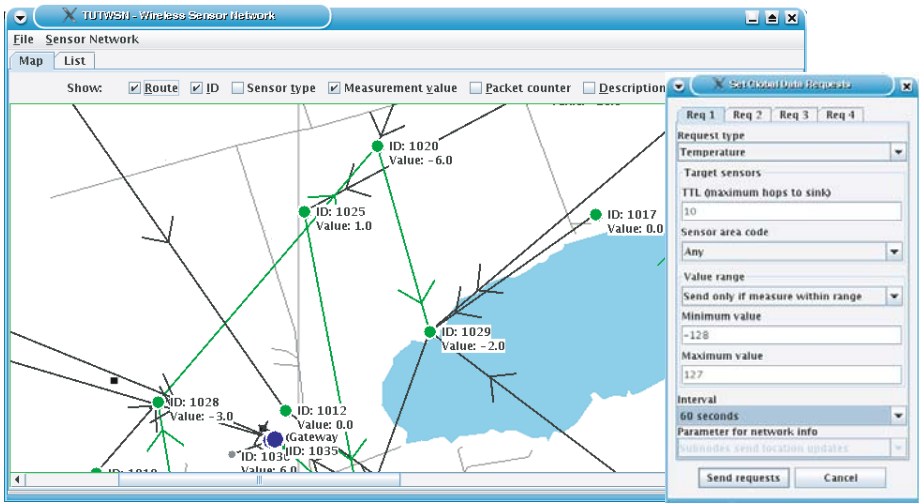 TUTWSN - Wireless Sensor Network
File Sensor Network
Map List
Show: Route ID Sensor type Measurement value Packet counter Description
ID: 1020
Value: -6.0
ID: 1025
Value: 1.0
ID: 1017
Value: 0.0
ID: 1029
Value: -2.0
ID: 1028
Value: -3.0
ID: 1012
Value: 0.0
Gateway
ID: 1035
ID: 1036
Value: 6.0
Set Global Data Requests
Req 1 Req 2 Req 3 Req 4
Request type
Temperature
Target sensors
TTL (maximum hops to sink)
10
Sensor area code
Any
Value range
Send only if measure within range
Minimum value
-128
Maximum value
127
Interval
60 seconds
Parameter for network info
Subnodes send location updates
Send requests Cancel